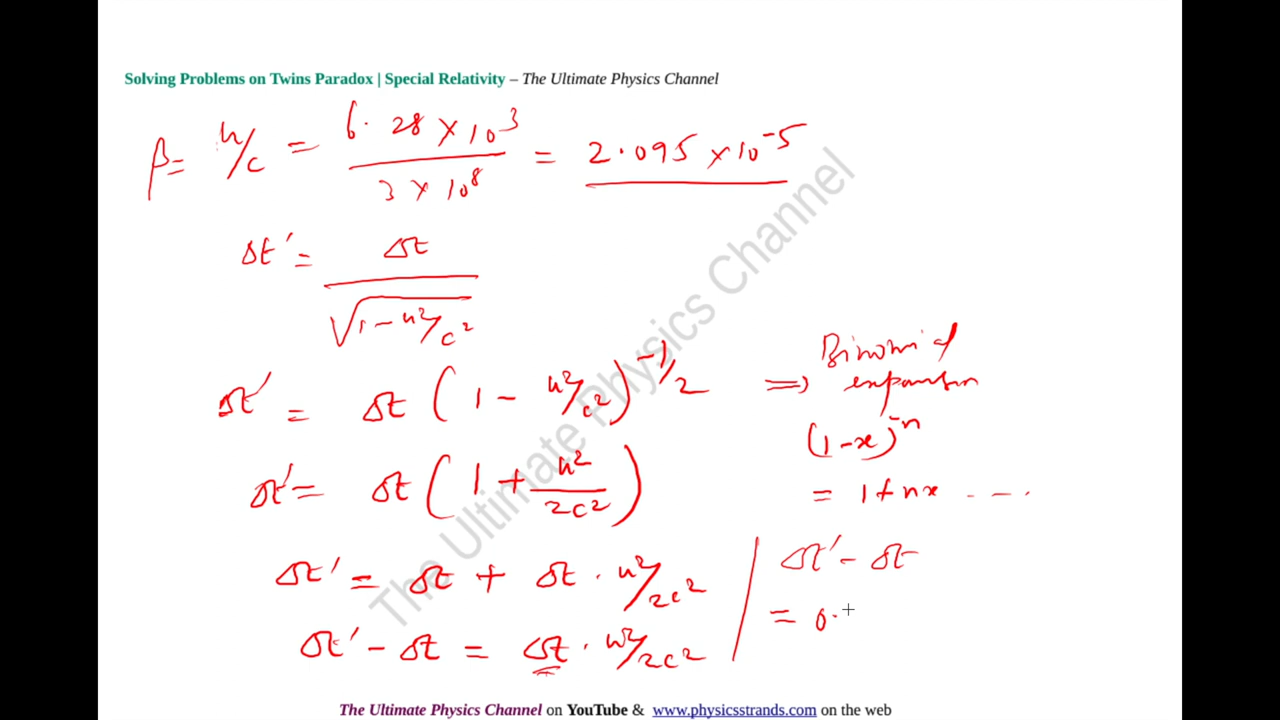 Solving Problems on Twins Paradox | Special Relativity – The Ultimate Physics Channel
β = u/c = 6.28 × 10³ / 3 × 10⁸ = 2.095 × 10⁻⁵
Δt' = Δt / √1 − u²/c²
Δt' = Δt (1 − u²/c²)^−1/2 ⇒ Binomial
expansion
(1−x)⁻ⁿ
Δt' = Δt (1 + u²/2c²)
= 1 + nx ....
Δt' = Δt + Δt · u²/2c²
Δt' − Δt = Δt · u²/2c²
Δt' − Δt
= 0.
The Ultimate Physics Channel
The Ultimate Physics Channel on YouTube & www.physicsstrands.com on the web